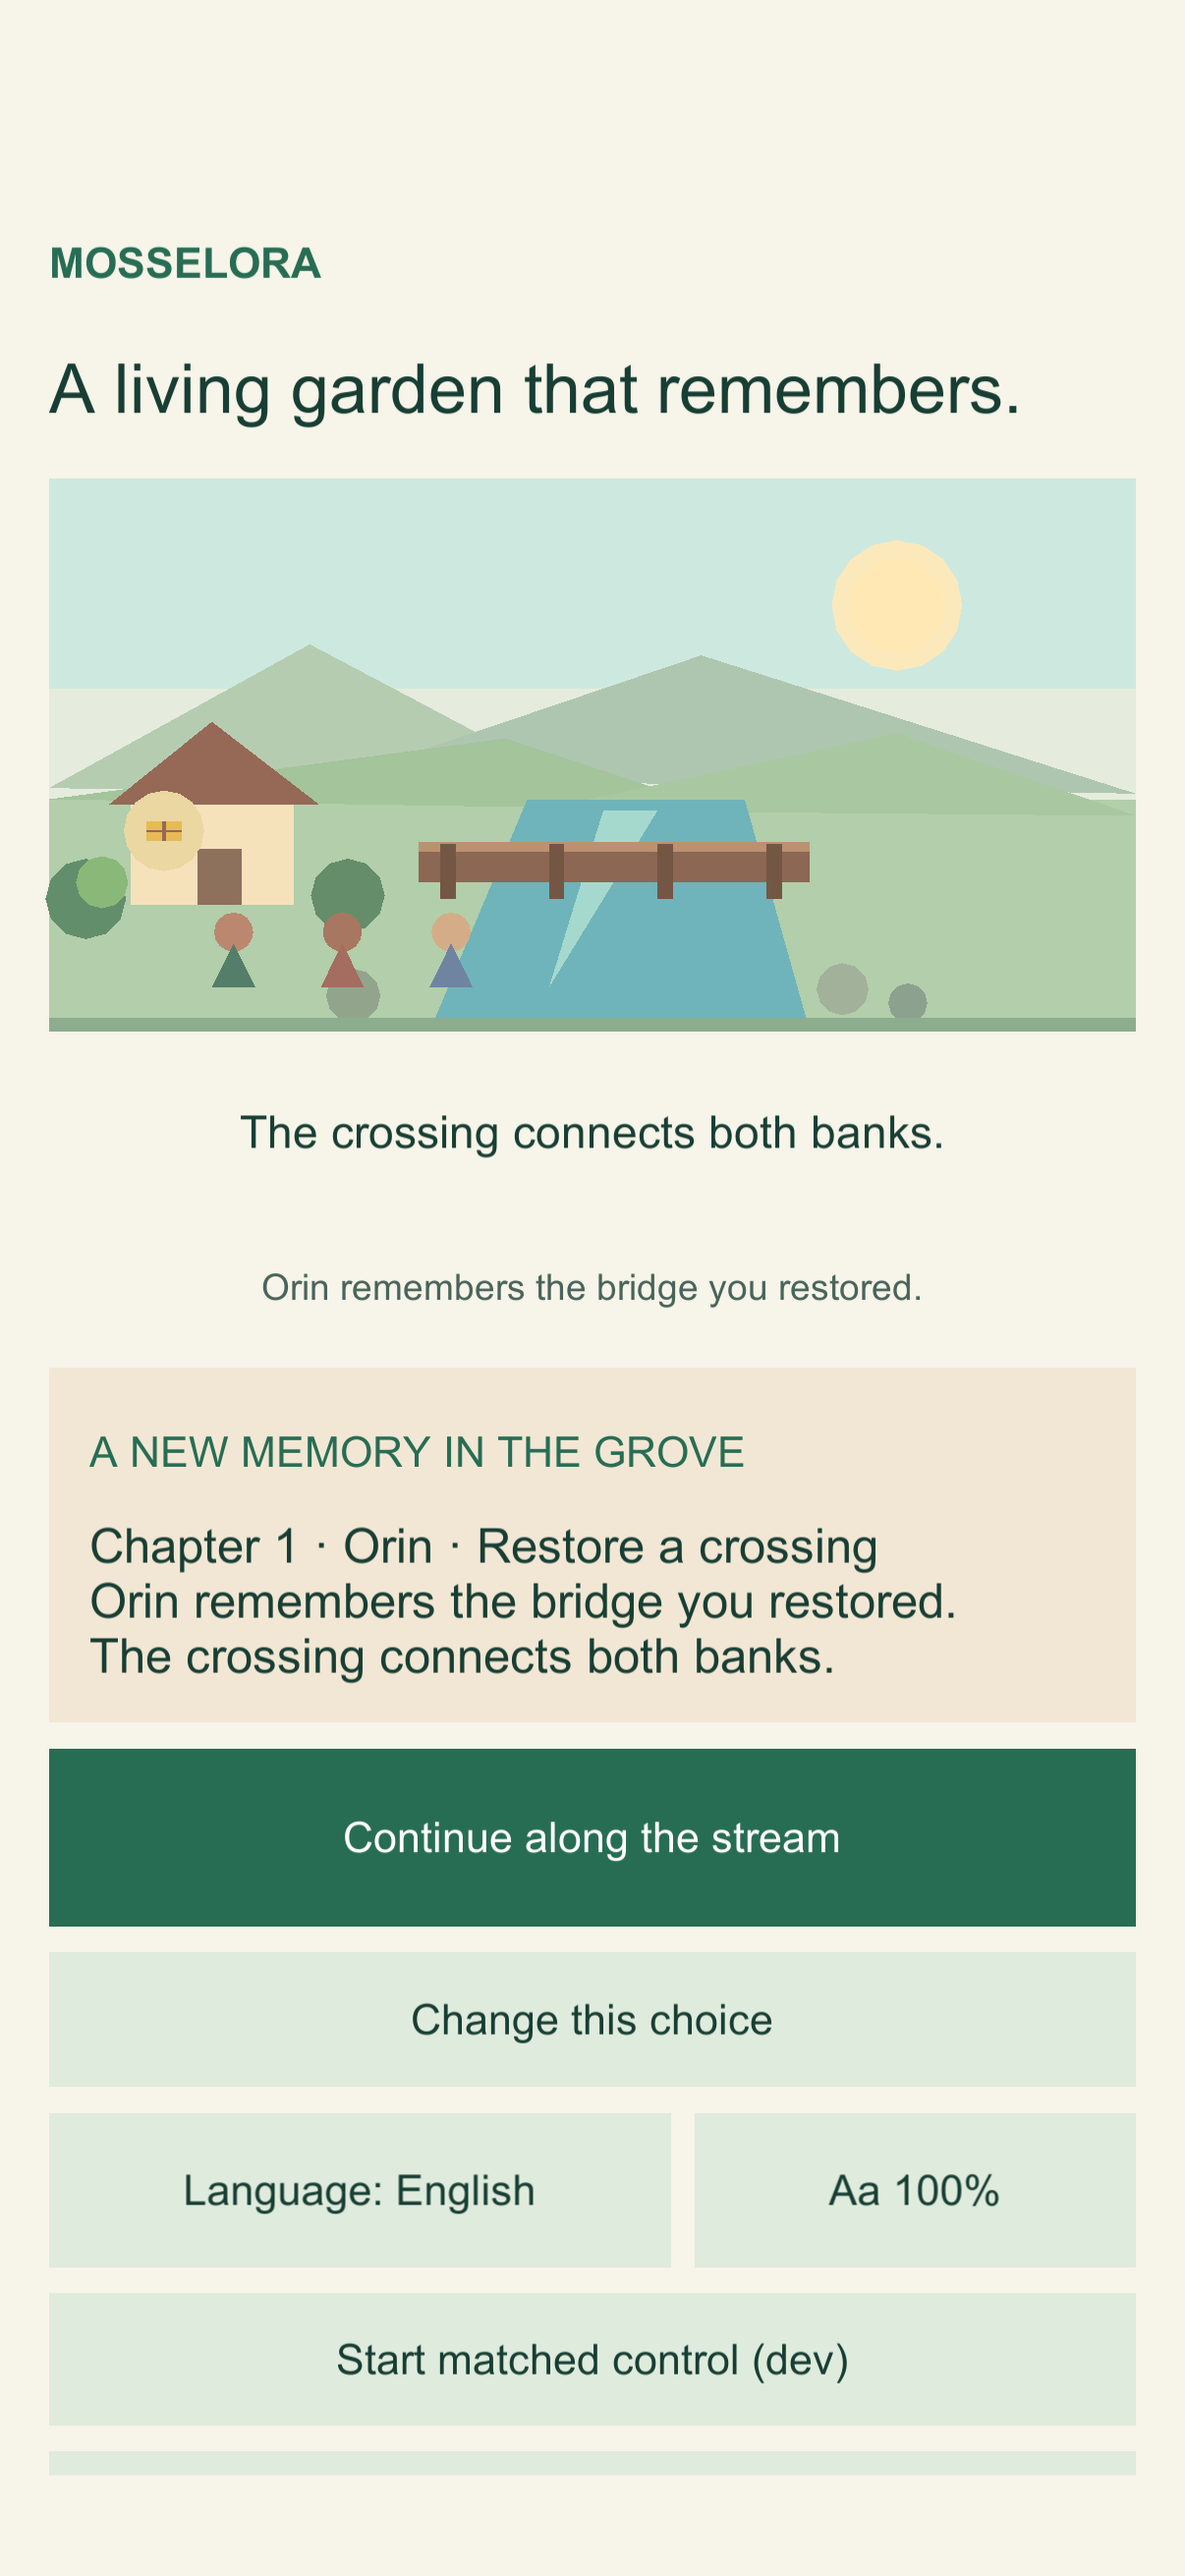 MOSSELORA
A living garden that remembers.
The crossing connects both banks.
Orin remembers the bridge you restored.
A NEW MEMORY IN THE GROVE
Chapter 1 · Orin · Restore a crossing
Orin remembers the bridge you restored.
The crossing connects both banks.
Continue along the stream
Change this choice
Language: English
Aa 100%
Start matched control (dev)